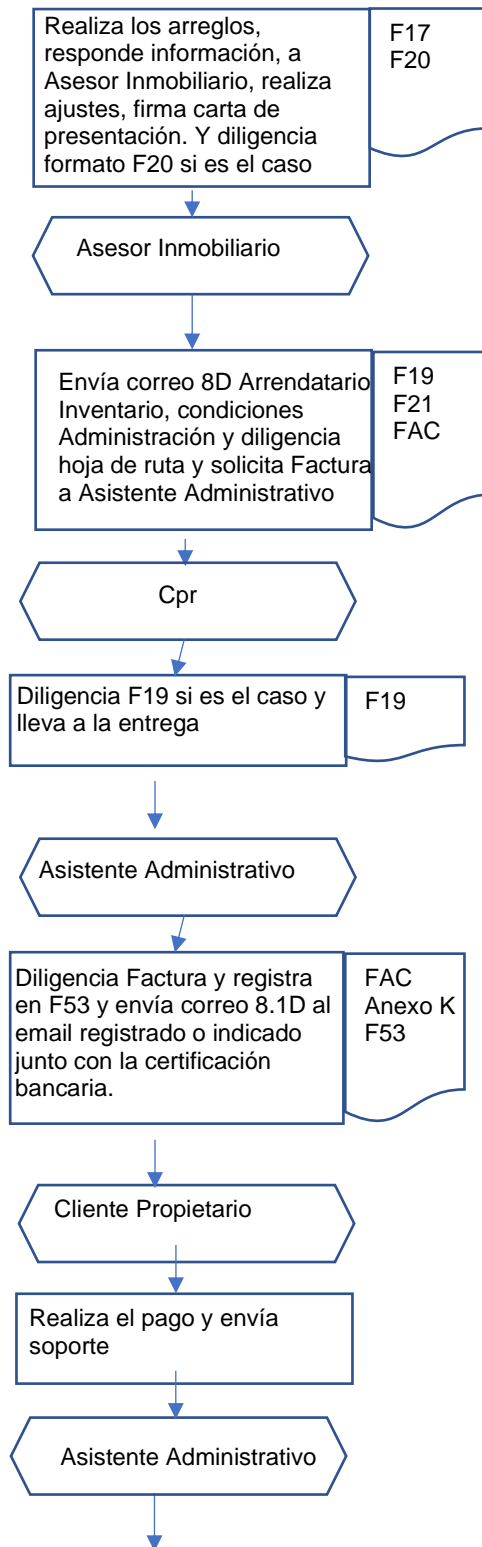 Realiza los arreglos,
responde información, a
Asesor Inmobiliario, realiza
ajustes, firma carta de
presentación. Y diligencia
formato F20 si es el caso
F17
F20
Asesor Inmobiliario
Envía correo 8D Arrendatario
Inventario, condiciones
Administración y diligencia
hoja de ruta y solicita Factura
a Asistente Administrativo
F19
F21
FAC
Cpr
Diligencia F19 si es el caso y
lleva a la entrega
F19
Asistente Administrativo
Diligencia Factura y registra
en F53 y envía correo 8.1D al
email registrado o indicado
junto con la certificación
bancaria.
FAC
Anexo K
F53
Cliente Propietario
Realiza el pago y envía
soporte
Asistente Administrativo